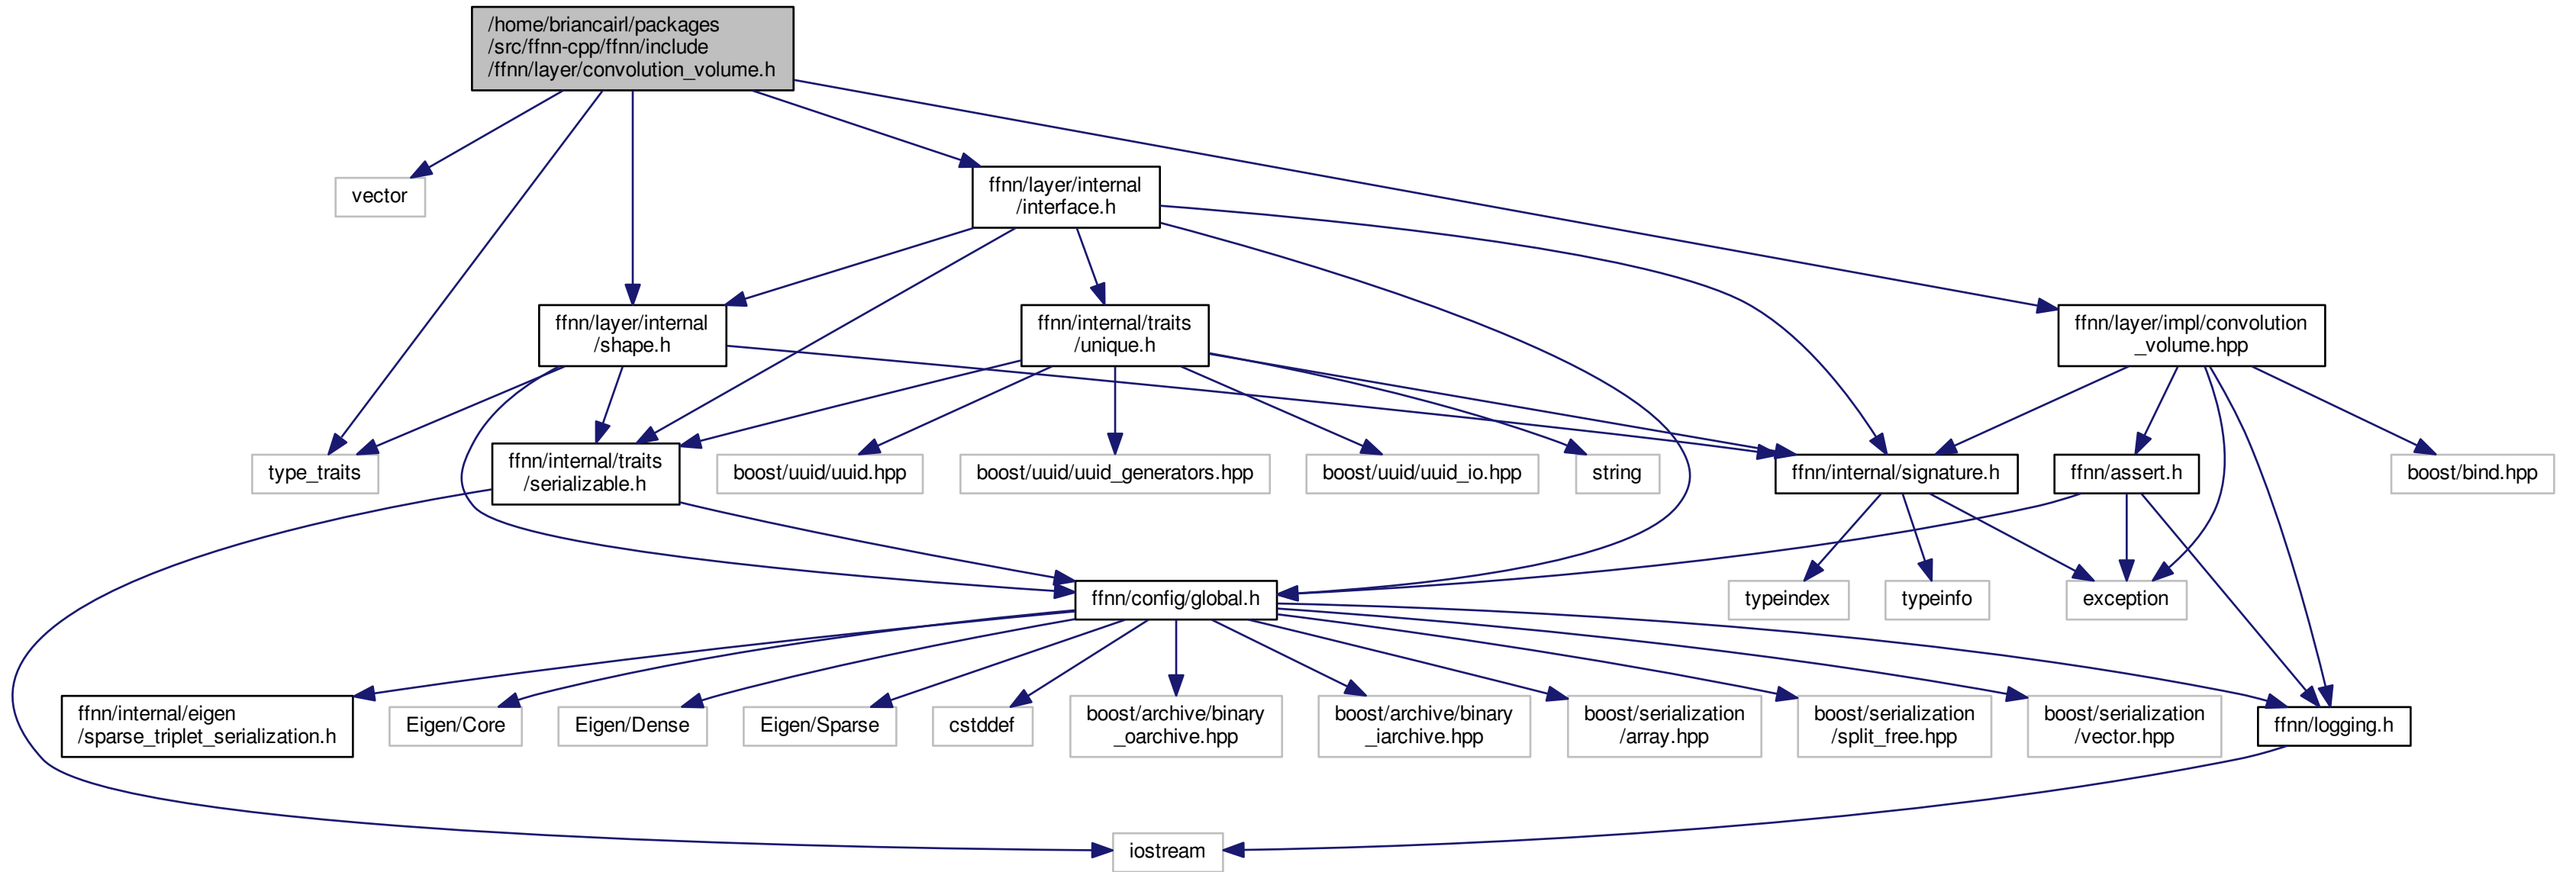 /home/briancairl/packages
/src/ffnn-cpp/ffnn/include
/ffnn/layer/convolution_volume.h
vector
ffnn/layer/internal
/interface.h
ffnn/layer/internal
/shape.h
ffnn/internal/traits
/unique.h
ffnn/layer/impl/convolution
_volume.hpp
type_traits
ffnn/internal/traits
/serializable.h
boost/uuid/uuid.hpp
boost/uuid/uuid_generators.hpp
boost/uuid/uuid_io.hpp
string
ffnn/internal/signature.h
ffnn/assert.h
boost/bind.hpp
ffnn/config/global.h
typeindex
typeinfo
exception
ffnn/internal/eigen
/sparse_triplet_serialization.h
Eigen/Core
Eigen/Dense
Eigen/Sparse
cstddef
boost/archive/binary
_oarchive.hpp
boost/archive/binary
_iarchive.hpp
boost/serialization
/array.hpp
boost/serialization
/split_free.hpp
boost/serialization
/vector.hpp
ffnn/logging.h
iostream